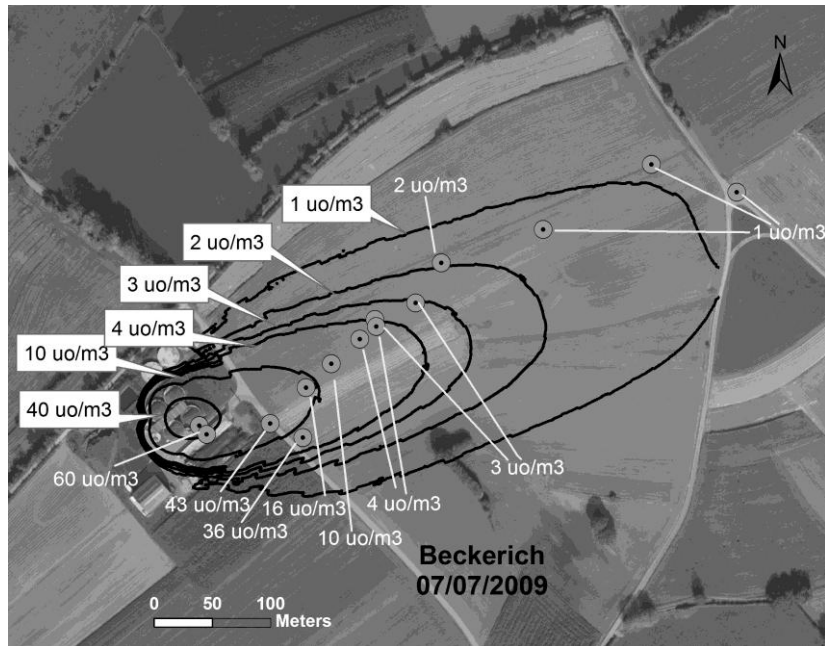 N
1 uo/m3
2 uo/m3
2 uo/m3
1 uo/m3
3 uo/m3
4 uo/m3
10 uo/m3
40 uo/m3
60 uo/m3
43 uo/m3
36 uo/m3
16 uo/m3
10 uo/m3
4 uo/m3
3 uo/m3
Beckerich
07/07/2009
0 50 100
Meters